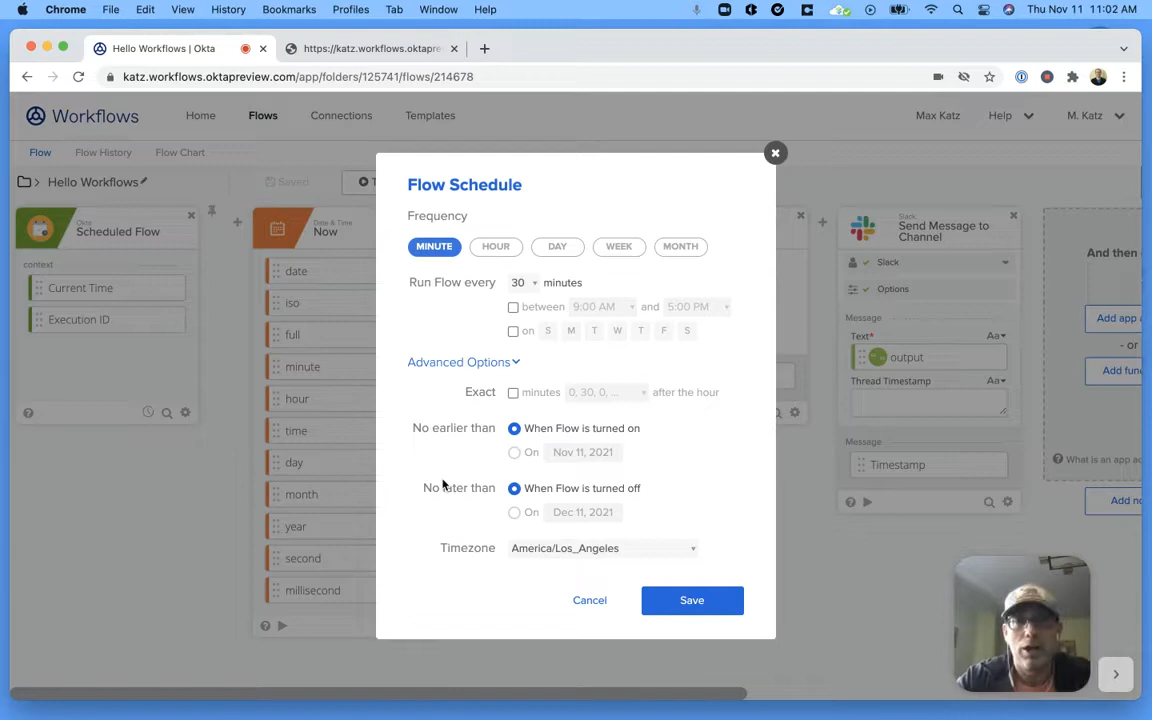 Chrome File Edit View History Bookmarks Profiles Tab Window Help Thu Nov 11 11:02 AM
Hello Workflows | Okta
https://katz.workflows.oktapre
katz.workflows.oktapreview.com/app/folders/125741/flows/214678
Workflows Home Flows Connections Templates Max Katz Help M. Katz
Flow Flow History Flow Chart
Hello Workflows Saved
Okta
Scheduled Flow
context
Current Time
Execution ID
Date & Time
Now
date
iso
full
minute
hour
time
day
month
year
second
millisecond
Flow Schedule
Frequency
MINUTE HOUR DAY WEEK MONTH
Run Flow every 30 minutes
between 9:00 AM and 5:00 PM
on S M T W T F S
Advanced Options
Exact minutes 0, 30, 0, ... after the hour
No earlier than When Flow is turned on
On Nov 11, 2021
No later than When Flow is turned off
On Dec 11, 2021
Timezone America/Los_Angeles
Cancel Save
Slack
Send Message to
Channel
Slack
Options
Message
Text* Aa
output
Thread Timestamp Aa
Message
Timestamp
And then
Add app a
- or
Add fun
What is an app ac
Add no